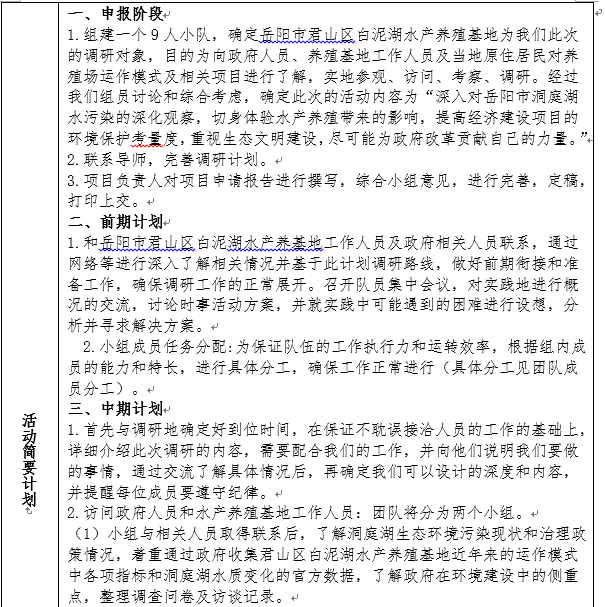 一、申报阶段
1.组建一个9人小队，确定岳阳市君山区白泥湖水产养殖基地为我们此次
的调研对象，目的为向政府人员、养殖基地工作人员及当地原住居民对养
殖场运作模式及相关项目进行了解，实地参观、访问、考察、调研。经过
我们组员讨论和综合考虑，确定此次的活动内容为“深入对岳阳市洞庭湖
水污染的深化观察，切身体验水产养殖带来的影响，提高经济建设项目的
环境保护考量度，重视生态文明建设，尽可能为政府改革贡献自己的力量。”
2.联系导师，完善调研计划。
3.项目负责人对项目申请报告进行撰写，综合小组意见，进行完善，定稿，
打印上交。
二、前期计划
1.和岳阳市君山区白泥湖水产养基地工作人员及政府相关人员联系，通过
网络等进行深入了解相关情况并基于此计划调研路线，做好前期衔接和准
备工作，确保调研工作的正常展开。召开队员集中会议，对实践地进行概
况的交流，讨论时事活动方案，并就实践中可能遇到的困难进行设想，分
析并寻求解决方案。
2.小组成员任务分配：为保证队伍的工作执行力和运转效率，根据组内成
员的能力和特长，进行具体分工，确保工作正常进行（具体分工见团队成
员分工）。
三、中期计划
1.首先与调研地确定好到位时间，在保证不耽误接洽人员的工作的基础上，
详细介绍此次调研的内容，需要配合我们的工作，并向他们说明我们要做
的事情，通过交流了解具体情况后，再确定我们可以设计的深度和内容，
并提醒每位成员要遵守纪律。
2.访问政府人员和水产养殖基地工作人员：团队将分为两个小组。
（1）小组与相关人员取得联系后，了解洞庭湖生态环境污染现状和治理政
策情况，着重通过政府收集君山区白泥湖水产养殖基地近年来的运作模式
中各项指标和洞庭湖水质变化的官方数据，了解政府在环境建设中的侧重
点，整理调查问卷及访谈记录。
活动简要计划